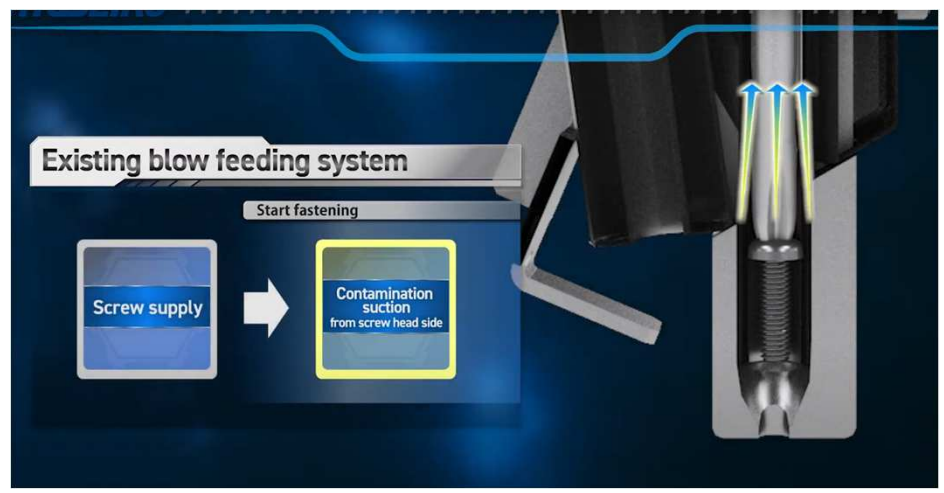 Existing blow feeding system
Start fastening
Screw supply
Contamination
suction
from screw head side